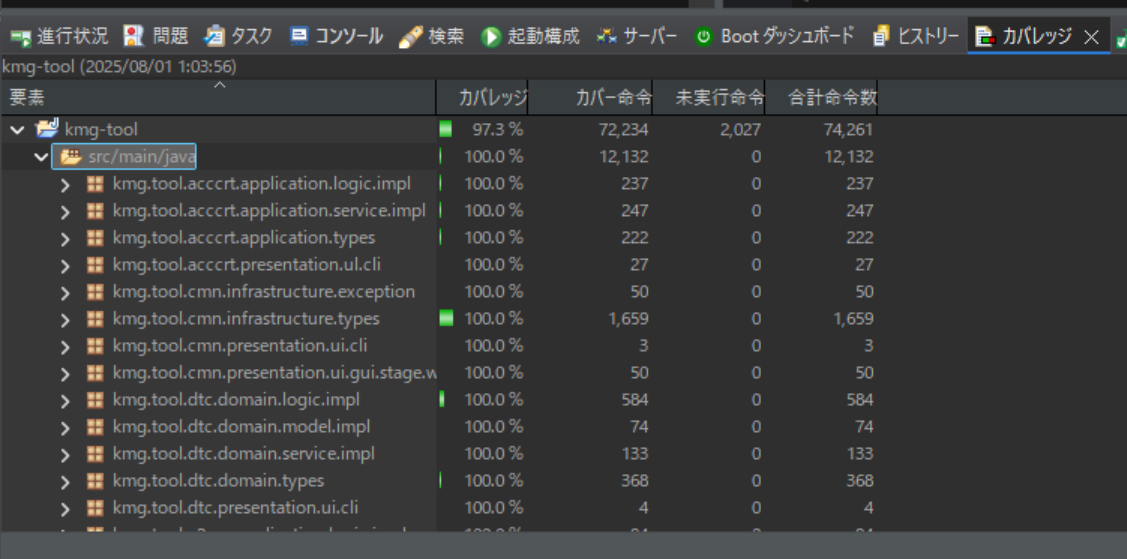 進行状況 問題 タスク コンソール 検索 起動構成 サーバー Boot ダッシュボード ヒストリー カバレッジ
kmg-tool (2025/08/01 1:03:56)
要素 カバレッジ カバー命令 未実行命令 合計命令数
kmg-tool 97.3 % 72,234 2,027 74,261
src/main/java 100.0 % 12,132 0 12,132
kmg.tool.acccrt.application.logic.impl 100.0 % 237 0 237
kmg.tool.acccrt.application.service.impl 100.0 % 247 0 247
kmg.tool.acccrt.application.types 100.0 % 222 0 222
kmg.tool.acccrt.presentation.ul.cli 100.0 % 27 0 27
kmg.tool.cmn.infrastructure.exception 100.0 % 50 0 50
kmg.tool.cmn.infrastructure.types 100.0 % 1,659 0 1,659
kmg.tool.cmn.presentation.ui.cli 100.0 % 3 0 3
kmg.tool.cmn.presentation.ui.gui.stage.w 100.0 % 50 0 50
kmg.tool.dtc.domain.logic.impl 100.0 % 584 0 584
kmg.tool.dtc.domain.model.impl 100.0 % 74 0 74
kmg.tool.dtc.domain.service.impl 100.0 % 133 0 133
kmg.tool.dtc.domain.types 100.0 % 368 0 368
kmg.tool.dtc.presentation.ui.cli 100.0 % 4 0 4